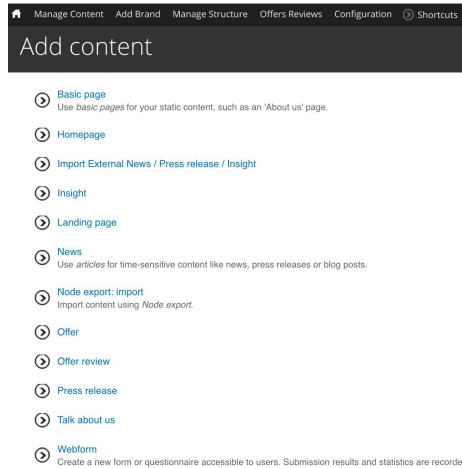 Manage Content Add Brand Manage Structure Offers Reviews Configuration Shortcuts
Add content
Basic page
Use basic pages for your static content, such as an 'About us' page.
Homepage
Import External News / Press release / Insight
Insight
Landing page
News
Use articles for time-sensitive content like news, press releases or blog posts.
Node export: import
Import content using Node export.
Offer
Offer review
Press release
Talk about us
Webform
Create a new form or questionnaire accessible to users. Submission results and statistics are recorde